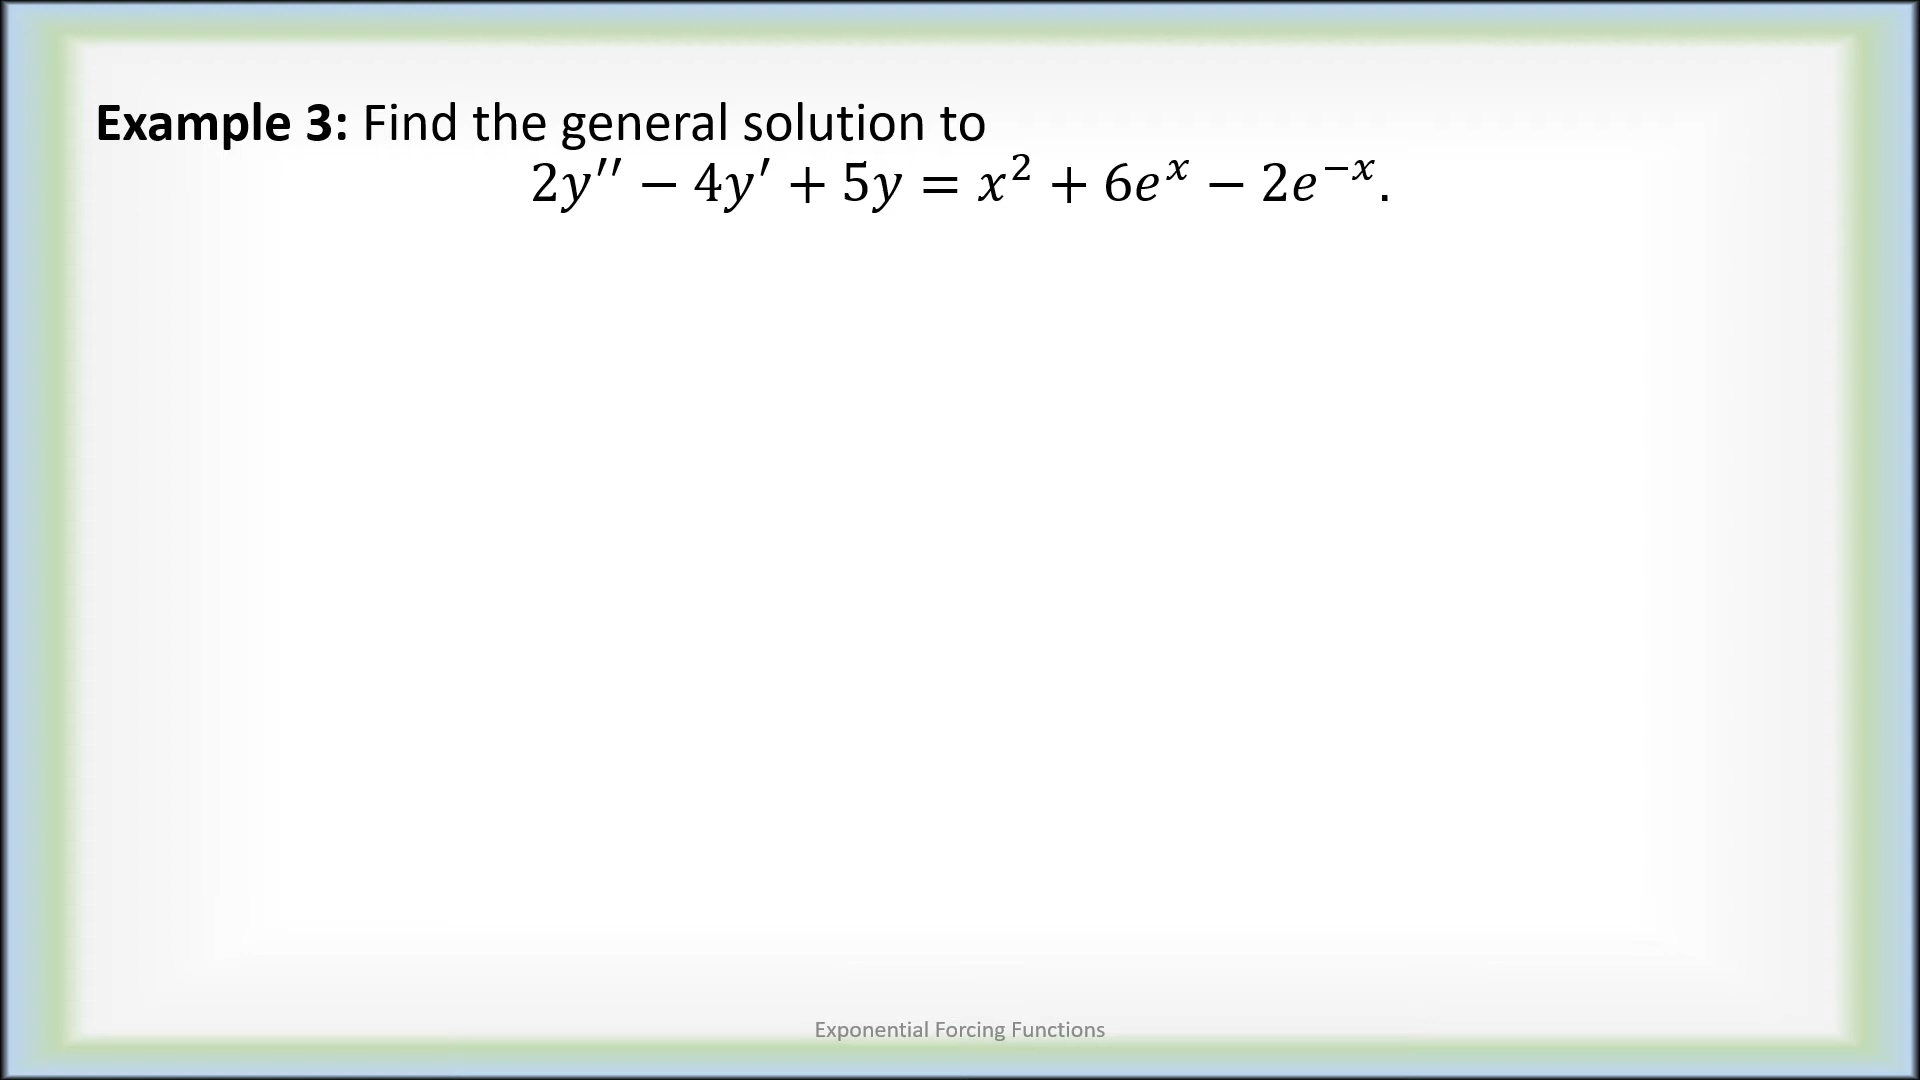 Example 3: Find the general solution to
2y′′ − 4y′ + 5y = x² + 6eˣ − 2e⁻ˣ.
Exponential Forcing Functions